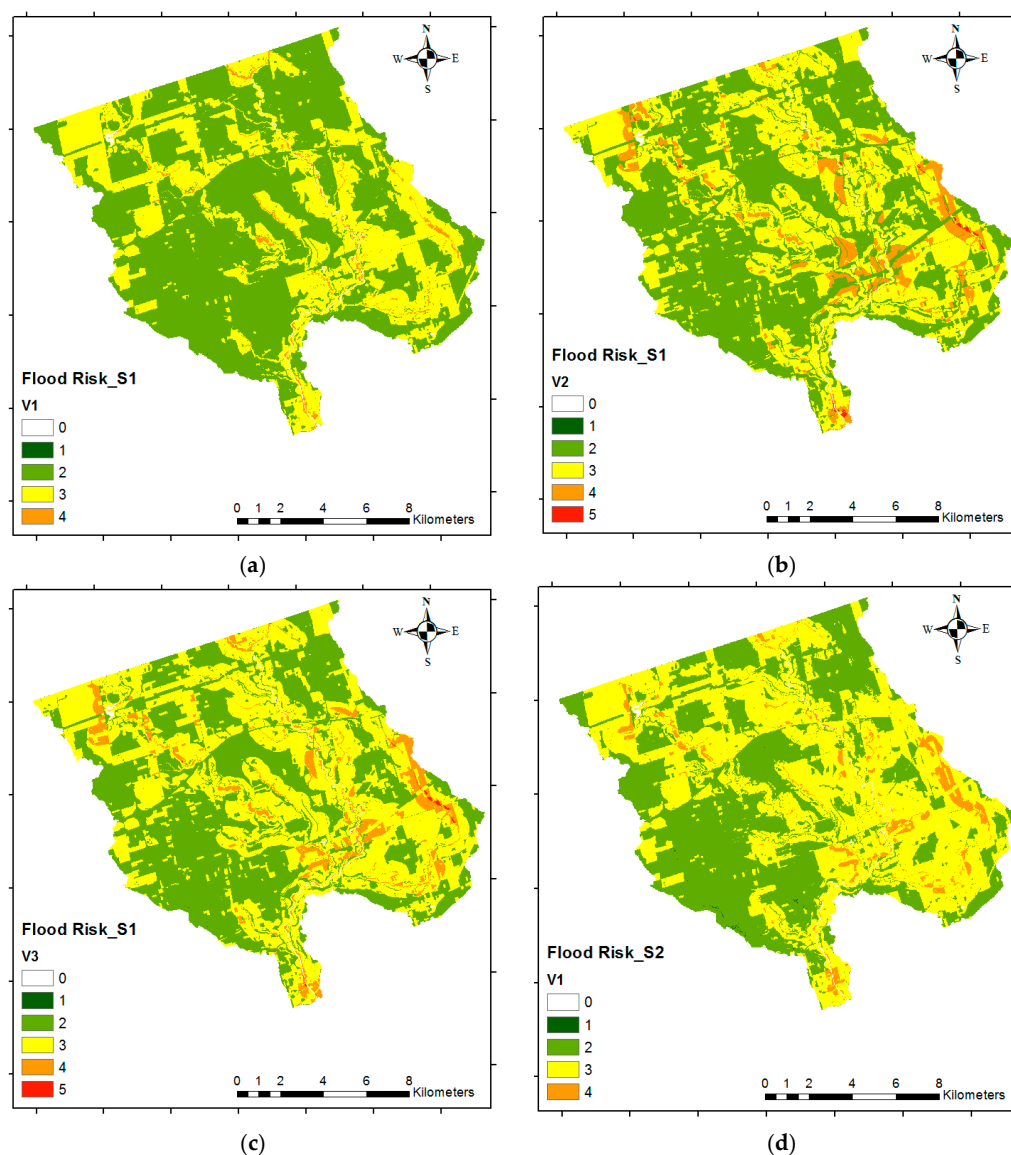 N
W E
S
Flood Risk_S1
V1
0
1
2
3
4
0 1 2 4 6 8
Kilometers
(a)
N
W E
S
Flood Risk_S1
V2
0
1
2
3
4
5
0 1 2 4 6 8
Kilometers
(b)
N
W E
S
Flood Risk_S1
V3
0
1
2
3
4
5
0 1 2 4 6 8
Kilometers
(c)
N
W E
S
Flood Risk_S2
V1
0
1
2
3
4
0 1 2 4 6 8
Kilometers
(d)